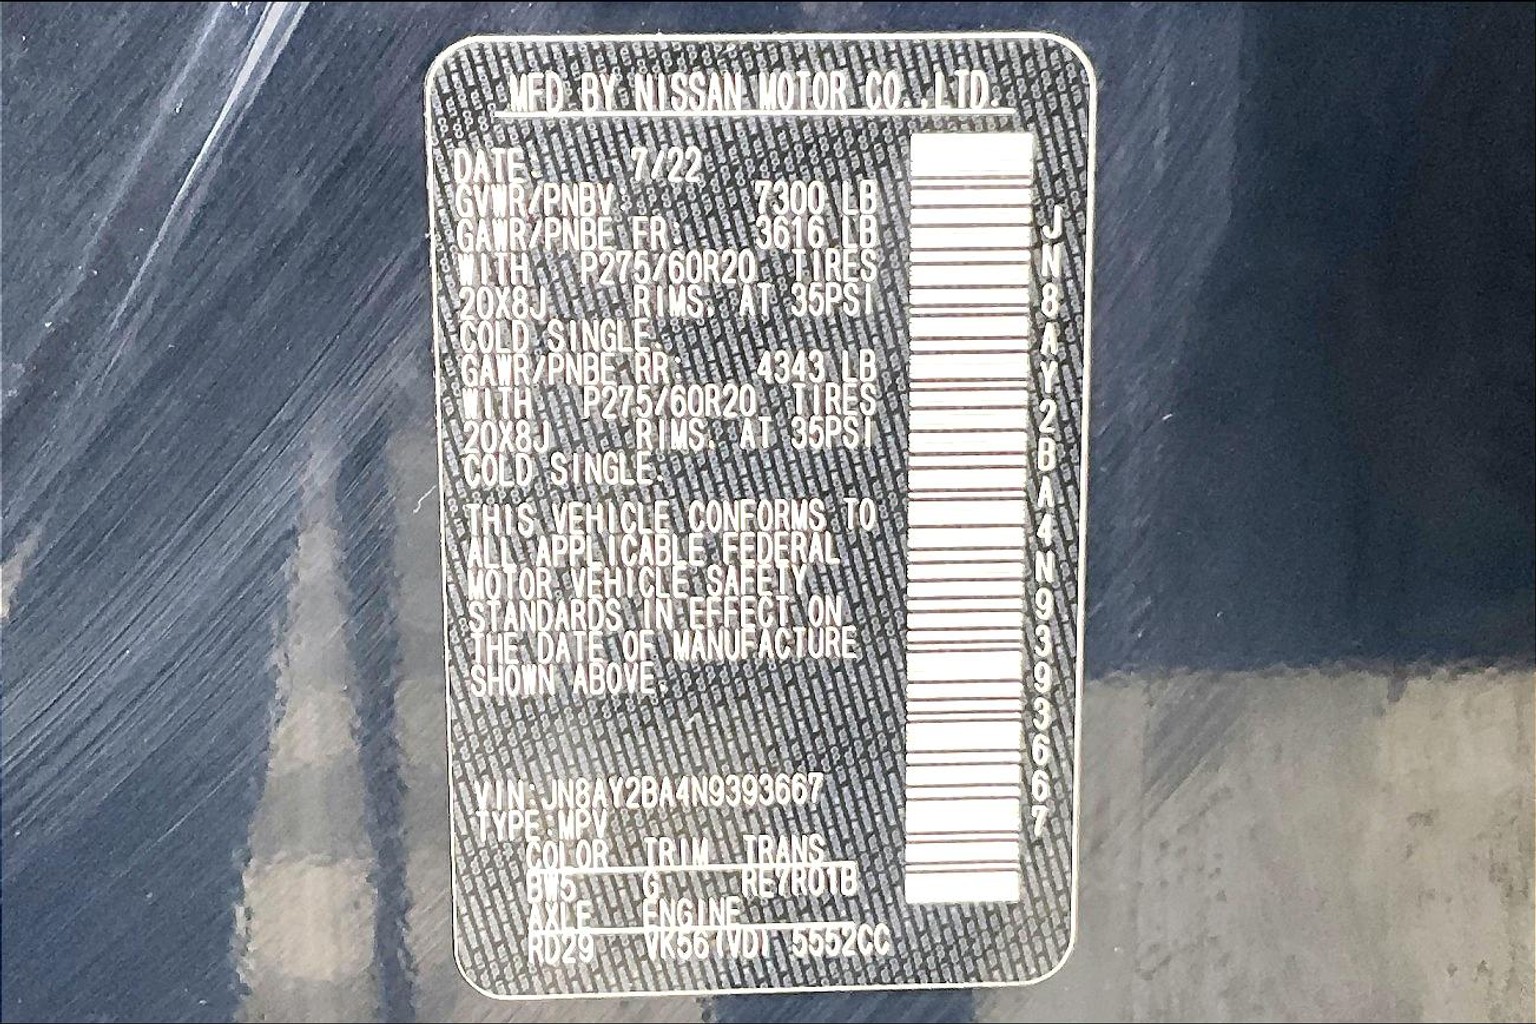 MFD BY NISSAN MOTOR CO.,LTD.
DATE: 7/22
GVWR/PNBV: 7300 LB
GAWR/PNBE FR: 3616 LB
WITH P275/60R20 TIRES
20X8J RIMS, AT 35PSI
COLD SINGLE.
GAWR/PNBE RR: 4343 LB
WITH P275/60R20 TIRES
20X8J RIMS, AT 35PSI
COLD SINGLE.
THIS VEHICLE CONFORMS TO
ALL APPLICABLE FEDERAL
MOTOR VEHICLE SAFETY
STANDARDS IN EFFECT ON
THE DATE OF MANUFACTURE
SHOWN ABOVE.
VIN:JN8AY2BA4N9393667
TYPE:MPV
COLOR TRIM TRANS
BW5 G RE7R01B
AXLE ENGINE
RD29 VK56(VD) 5552CC
JN8AY2BA4N9393667